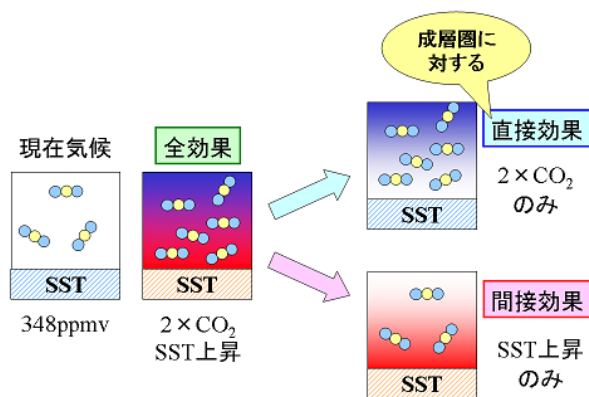 成層圏に
対する
現在気候
全効果
直接効果
SST
SST
SST
348ppmv
2×CO₂
SST上昇
2×CO₂
のみ
間接効果
SST
SST上昇
のみ